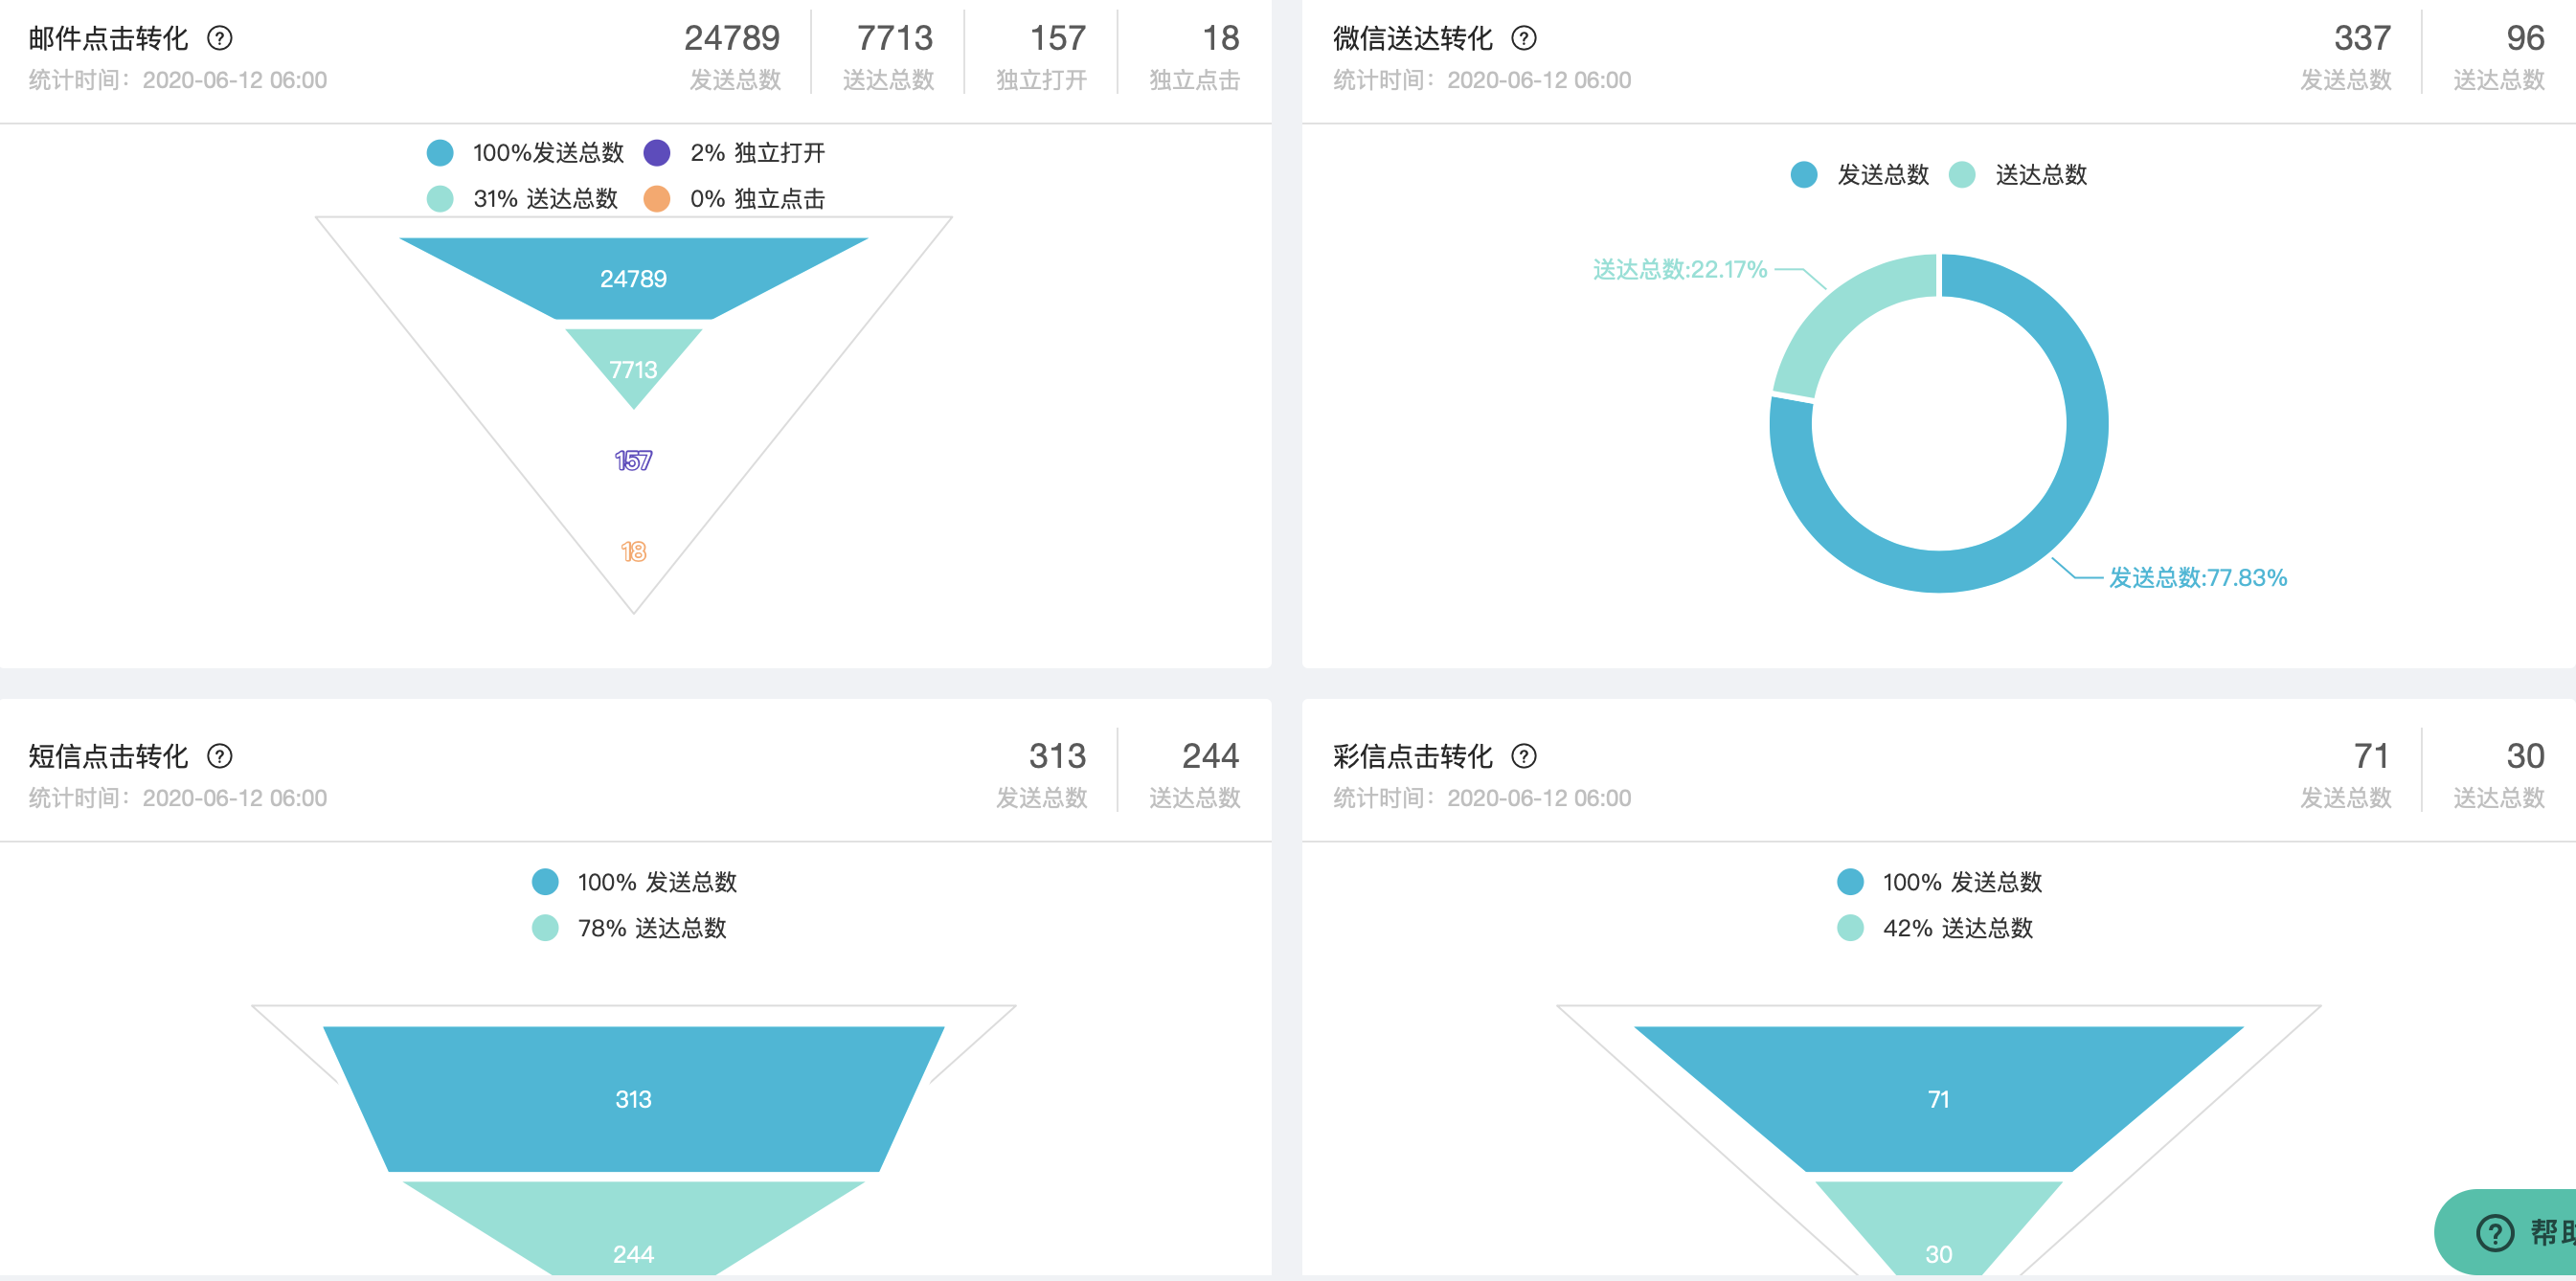 邮件点击转化 ?
统计时间：2020-06-12 06:00
24789 7713 157 18
发送总数 送达总数 独立打开 独立点击
100%发送总数 2% 独立打开
31% 送达总数 0% 独立点击
24789
7713
157
18
微信送达转化 ?
统计时间：2020-06-12 06:00
337 96
发送总数 送达总数
发送总数 送达总数
送达总数:22.17%
发送总数:77.83%
短信点击转化 ?
统计时间：2020-06-12 06:00
313 244
发送总数 送达总数
100% 发送总数
78% 送达总数
313
244
彩信点击转化 ?
统计时间：2020-06-12 06:00
71 30
发送总数 送达总数
100% 发送总数
42% 送达总数
71
30
? 帮助